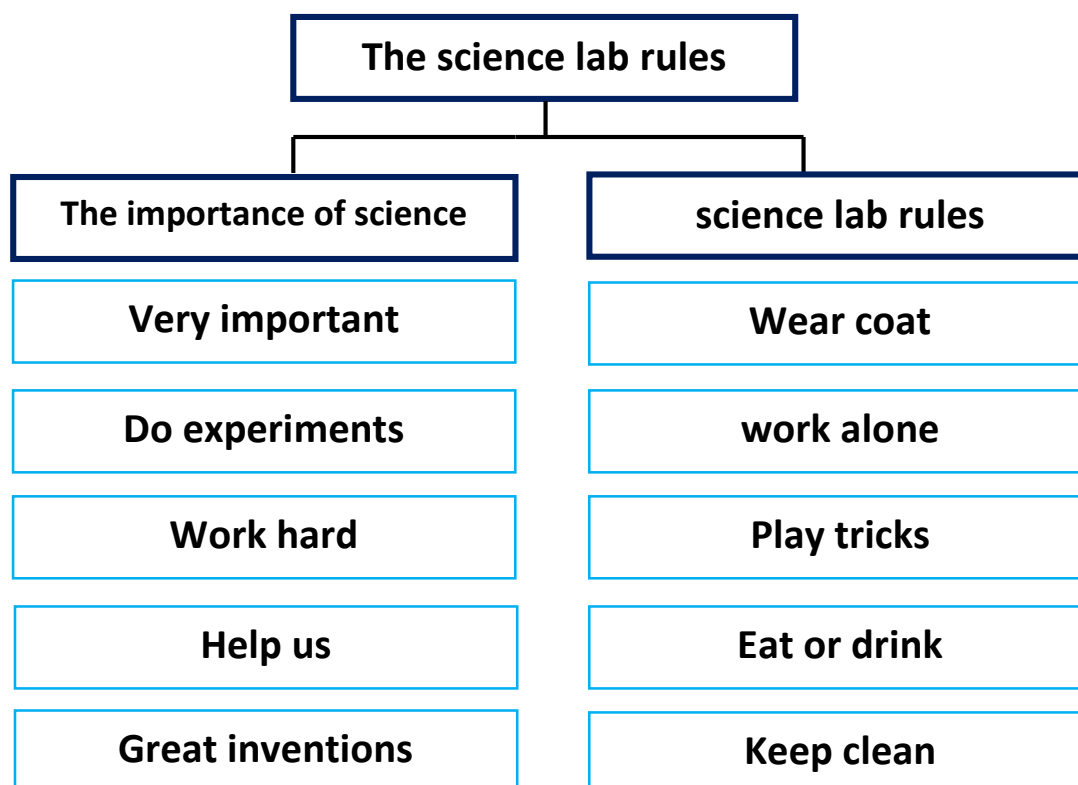 The science lab rules
The importance of science
Very important
Do experiments
Work hard
Help us
Great inventions
science lab rules
Wear coat
work alone
Play tricks
Eat or drink
Keep clean